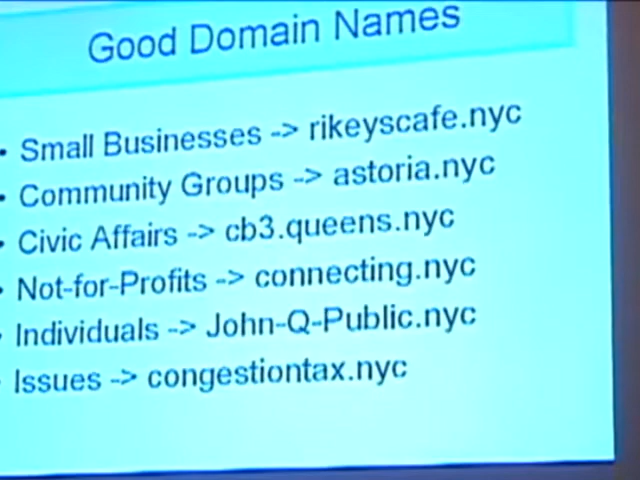 Good Domain Names
• Small Businesses -> rikeyscafe.nyc
• Community Groups -> astoria.nyc
• Civic Affairs -> cb3.queens.nyc
• Not-for-Profits -> connecting.nyc
• Individuals -> John-Q-Public.nyc
Issues -> congestiontax.nyc